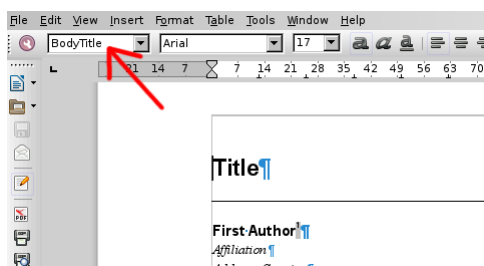 File Edit View Insert Format Table Tools Window Help
BodyTitle Arial 17 a a a
21 14 7 7 14 21 28 35 42 49 56 63 70
PDF
Title¶
First·Author¹¶
Affiliation¶